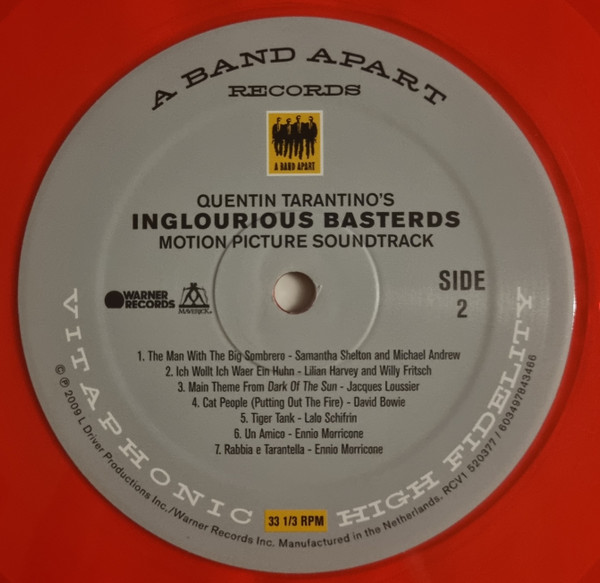 A BAND APART
RECORDS
A BAND APART
QUENTIN TARANTINO'S
INGLOURIOUS BASTERDS
MOTION PICTURE SOUNDTRACK
WARNER RECORDS
MAVERICK
SIDE
2
1. The Man With The Big Sombrero - Samantha Shelton and Michael Andrew
2. Ich Wollt Ich Waer Ein Huhn - Lilian Harvey and Willy Fritsch
3. Main Theme From Dark Of The Sun - Jacques Loussier
4. Cat People (Putting Out The Fire) - David Bowie
5. Tiger Tank - Lalo Schifrin
6. Un Amico - Ennio Morricone
7. Rabbia e Tarantella - Ennio Morricone
VITAPHONIC HIGH FIDELITY
33 1/3 RPM
© ℗ 2009 L Driver Productions Inc./Warner Records Inc. Manufactured in the Netherlands. RCV1 520377 / 603497843466